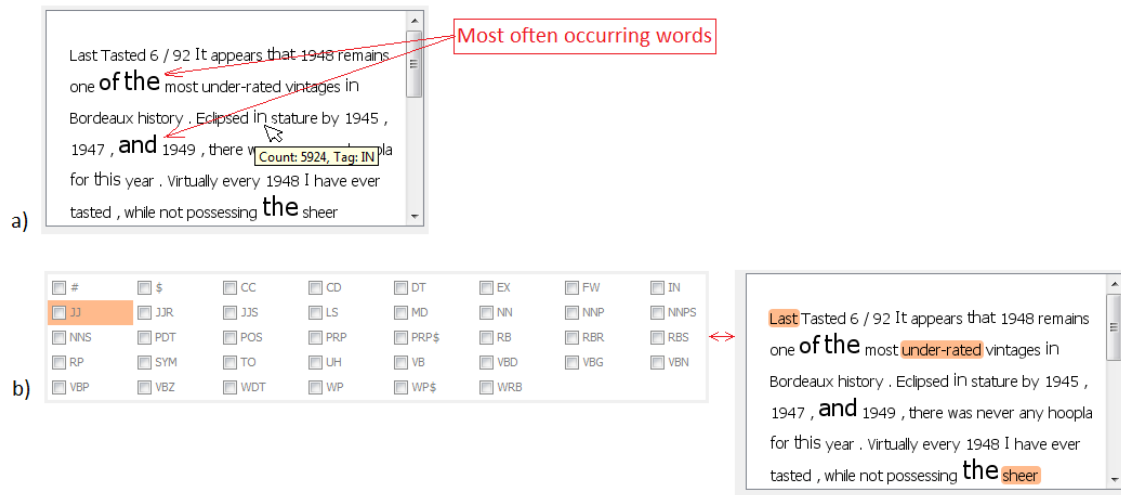 Last Tasted 6 / 92 It appears that 1948 remains
one of the most under-rated vintages in
Bordeaux history . Eclipsed in stature by 1945 ,
1947 , and 1949 , there w pla
Count: 5924, Tag: IN
for this year . Virtually every 1948 I have ever
tasted , while not possessing the sheer
Most often occurring words
a)
# $ CC CD DT EX FW IN
JJ JJR JJS LS MD NN NNP NNPS
NNS PDT POS PRP PRP$ RB RBR RBS
RP SYM TO UH VB VBD VBG VBN
VBP VBZ WDT WP WP$ WRB
b)
Last Tasted 6 / 92 It appears that 1948 remains
one of the most under-rated vintages in
Bordeaux history . Eclipsed in stature by 1945 ,
1947 , and 1949 , there was never any hoopla
for this year . Virtually every 1948 I have ever
tasted , while not possessing the sheer